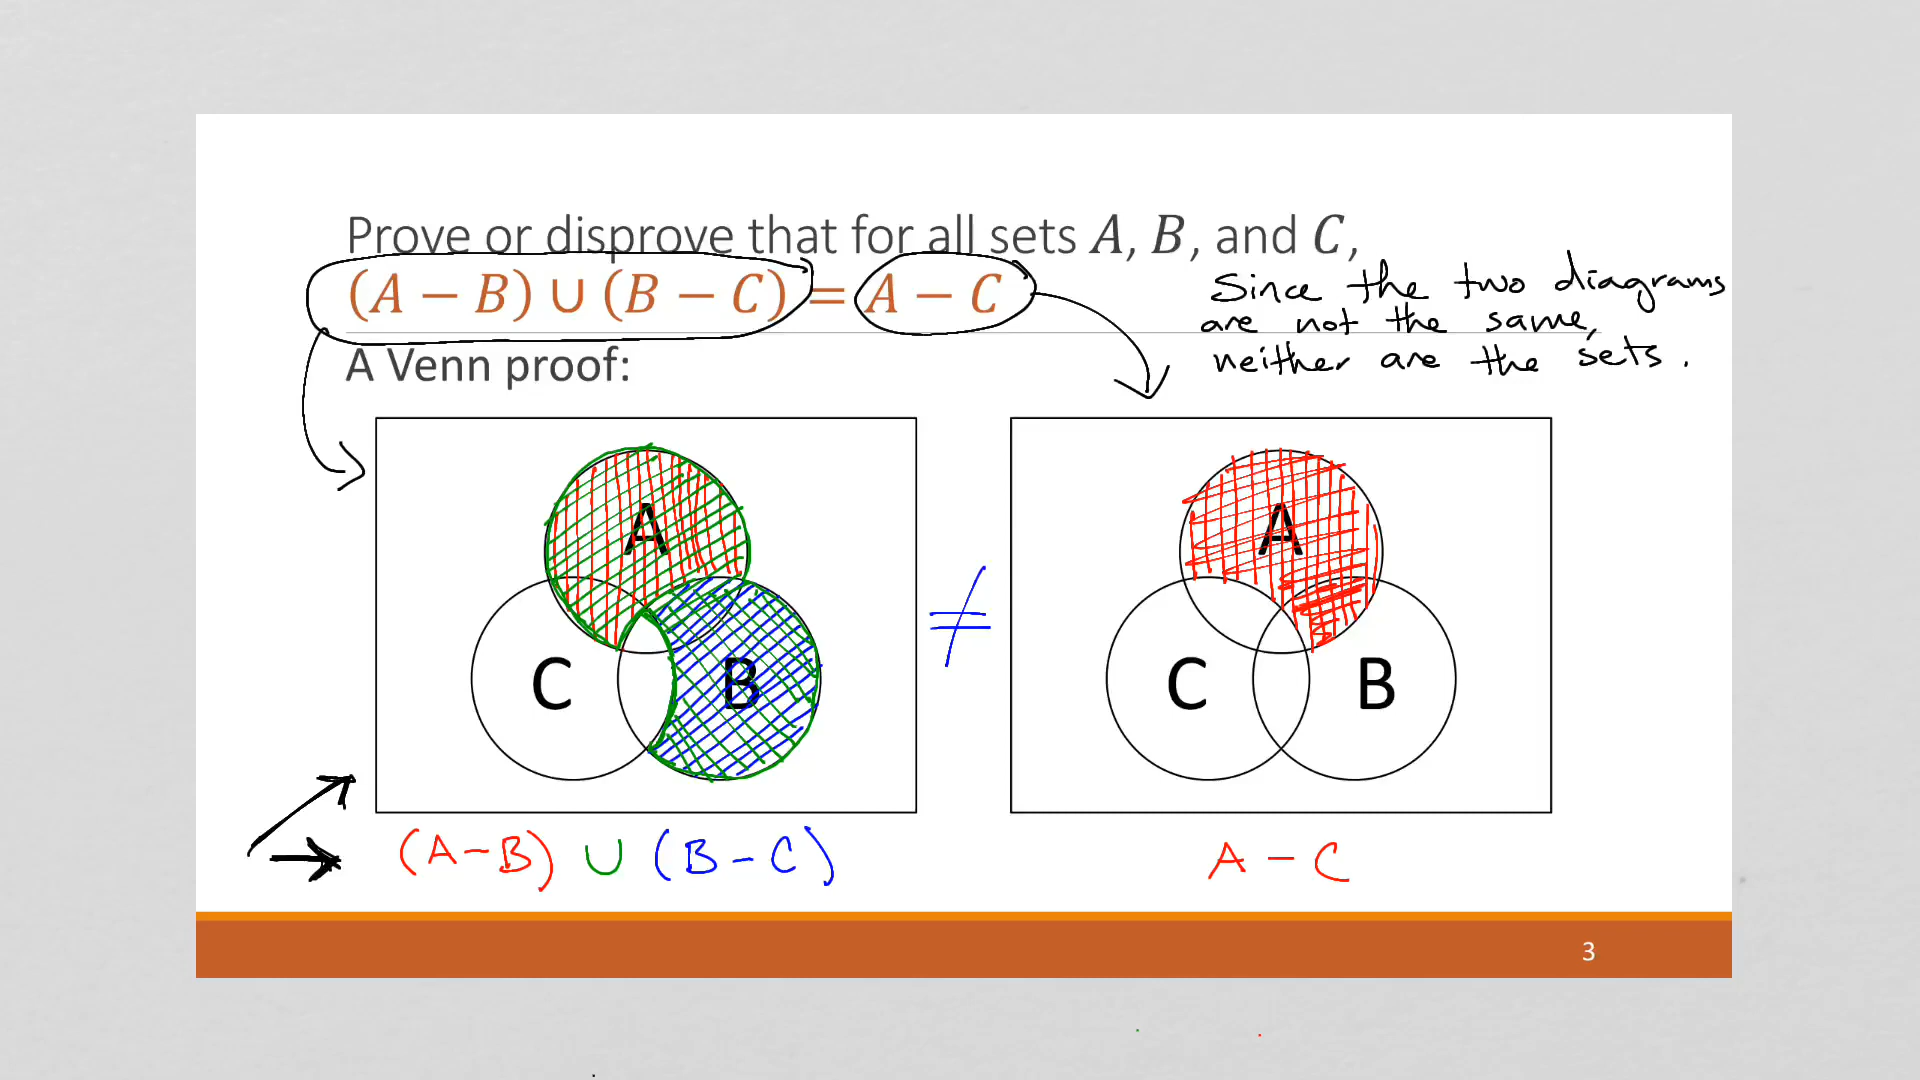 Prove or disprove that for all sets A, B, and C,
(A − B) ∪ (B − C) = A − C
Since the two diagrams
are not the same,
neither are the sets.
A Venn proof:
A
C
B
≠
A
C
B
(A-B) ∪ (B-C)
A - C
3